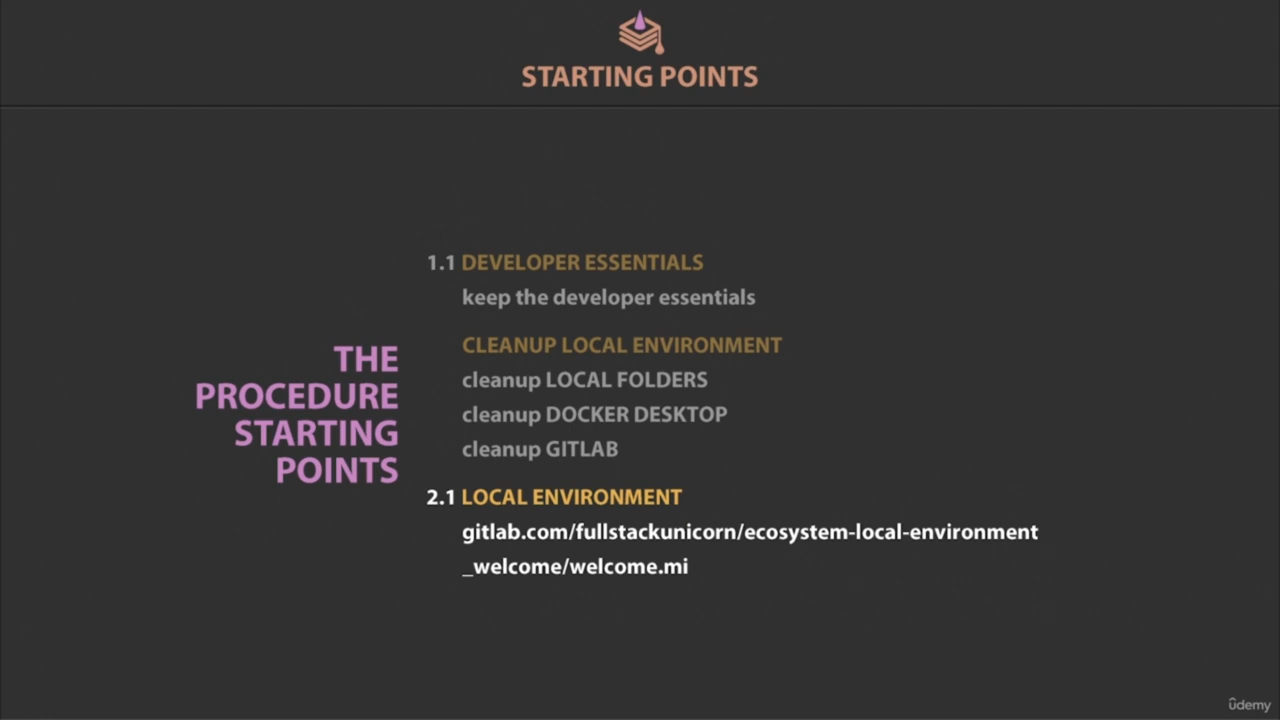 STARTING POINTS
THE
PROCEDURE
STARTING
POINTS
1.1 DEVELOPER ESSENTIALS
keep the developer essentials
CLEANUP LOCAL ENVIRONMENT
cleanup LOCAL FOLDERS
cleanup DOCKER DESKTOP
cleanup GITLAB
2.1 LOCAL ENVIRONMENT
gitlab.com/fullstackunicorn/ecosystem-local-environment
_welcome/welcome.mi
ûdemy